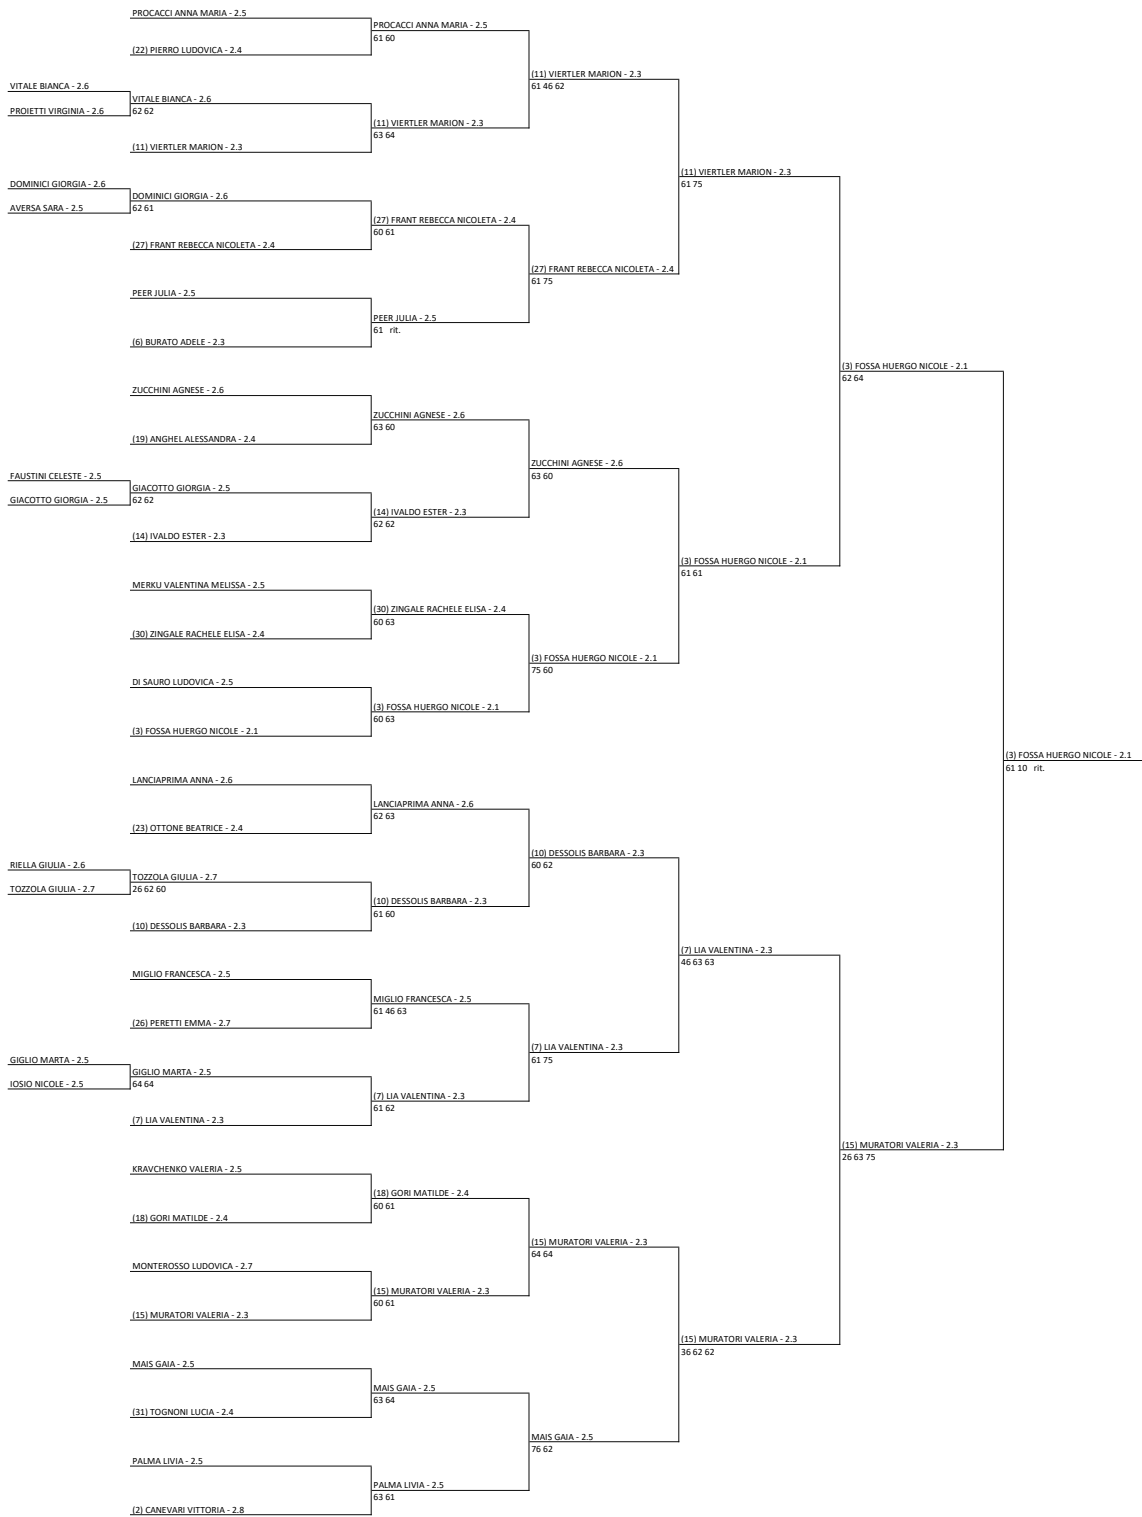 PROCACCI ANNA MARIA - 2.5
PROCACCI ANNA MARIA - 2.5
61 60
(22) PIERRO LUDOVICA - 2.4
(11) VIERTLER MARION - 2.3
61 46 62
VITALE BIANCA - 2.6
VITALE BIANCA - 2.6
62 62
PROIETTI VIRGINIA - 2.6
(11) VIERTLER MARION - 2.3
63 64
(11) VIERTLER MARION - 2.3
(11) VIERTLER MARION - 2.3
61 75
DOMINICI GIORGIA - 2.6
DOMINICI GIORGIA - 2.6
62 61
AVERSA SARA - 2.5
(27) FRANT REBECCA NICOLETA - 2.4
60 61
(27) FRANT REBECCA NICOLETA - 2.4
(27) FRANT REBECCA NICOLETA - 2.4
61 75
PEER JULIA - 2.5
PEER JULIA - 2.5
61 rit.
(6) BURATO ADELE - 2.3
(3) FOSSA HUERGO NICOLE - 2.1
62 64
ZUCCHINI AGNESE - 2.6
ZUCCHINI AGNESE - 2.6
63 60
(19) ANGHEL ALESSANDRA - 2.4
ZUCCHINI AGNESE - 2.6
63 60
FAUSTINI CELESTE - 2.5
GIACOTTO GIORGIA - 2.5
62 62
GIACOTTO GIORGIA - 2.5
(14) IVALDO ESTER - 2.3
62 62
(14) IVALDO ESTER - 2.3
(3) FOSSA HUERGO NICOLE - 2.1
61 61
MERKU VALENTINA MELISSA - 2.5
(30) ZINGALE RACHELE ELISA - 2.4
60 63
(30) ZINGALE RACHELE ELISA - 2.4
(3) FOSSA HUERGO NICOLE - 2.1
75 60
DI SAURO LUDOVICA - 2.5
(3) FOSSA HUERGO NICOLE - 2.1
60 63
(3) FOSSA HUERGO NICOLE - 2.1
(3) FOSSA HUERGO NICOLE - 2.1
61 10 rit.
LANCIAPRIMA ANNA - 2.6
LANCIAPRIMA ANNA - 2.6
62 63
(23) OTTONE BEATRICE - 2.4
(10) DESSOLIS BARBARA - 2.3
60 62
RIELLA GIULIA - 2.6
TOZZOLA GIULIA - 2.7
26 62 60
TOZZOLA GIULIA - 2.7
(10) DESSOLIS BARBARA - 2.3
61 60
(10) DESSOLIS BARBARA - 2.3
(7) LIA VALENTINA - 2.3
46 63 63
MIGLIO FRANCESCA - 2.5
MIGLIO FRANCESCA - 2.5
61 46 63
(26) PERETTI EMMA - 2.7
(7) LIA VALENTINA - 2.3
61 75
GIGLIO MARTA - 2.5
GIGLIO MARTA - 2.5
64 64
IOSIO NICOLE - 2.5
(7) LIA VALENTINA - 2.3
61 62
(7) LIA VALENTINA - 2.3
(15) MURATORI VALERIA - 2.3
26 63 75
KRAVCHENKO VALERIA - 2.5
(18) GORI MATILDE - 2.4
60 61
(18) GORI MATILDE - 2.4
(15) MURATORI VALERIA - 2.3
64 64
MONTEROSSO LUDOVICA - 2.7
(15) MURATORI VALERIA - 2.3
60 61
(15) MURATORI VALERIA - 2.3
(15) MURATORI VALERIA - 2.3
36 62 62
MAIS GAIA - 2.5
MAIS GAIA - 2.5
63 64
(31) TOGNONI LUCIA - 2.4
MAIS GAIA - 2.5
76 62
PALMA LIVIA - 2.5
PALMA LIVIA - 2.5
63 61
(2) CANEVARI VITTORIA - 2.8